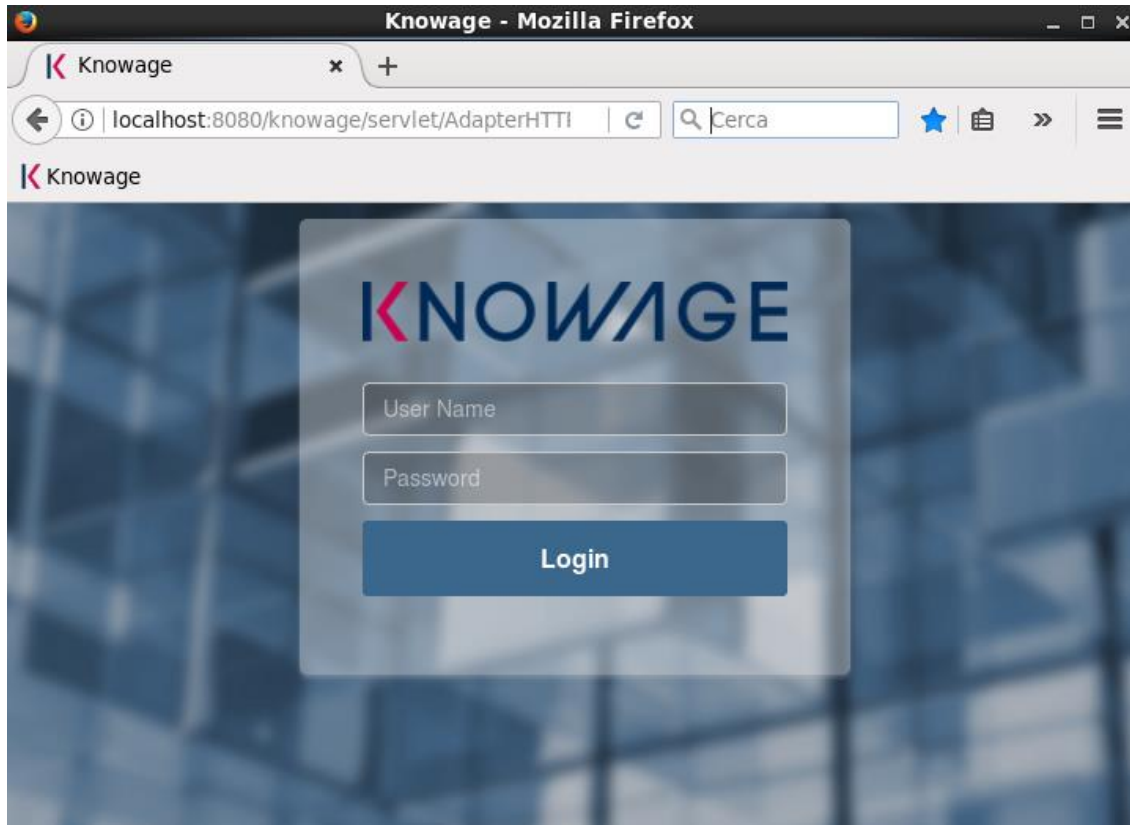 Knowage - Mozilla Firefox
Knowage
localhost:8080/knowage/servlet/AdapterHTTI
Cerca
Knowage
KNOWAGE
User Name
Password
Login